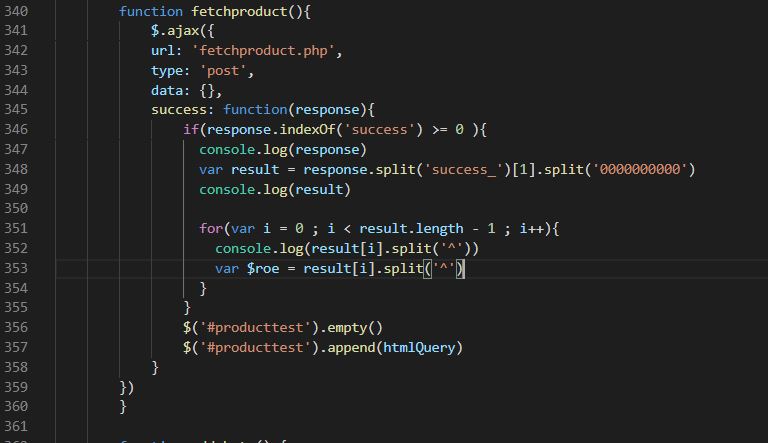 340 function fetchproduct(){
341 $.ajax({
342 url: 'fetchproduct.php',
343 type: 'post',
344 data: {},
345 success: function(response){
346 if(response.indexOf('success') >= 0 ){
347 console.log(response)
348 var result = response.split('success_')[1].split('0000000000')
349 console.log(result)
350
351 for(var i = 0 ; i < result.length - 1 ; i++){
352 console.log(result[i].split('^'))
353 var $roe = result[i].split('^')
354 }
355 }
356 $('#producttest').empty()
357 $('#producttest').append(htmlQuery)
358 }
359 })
360 }
361